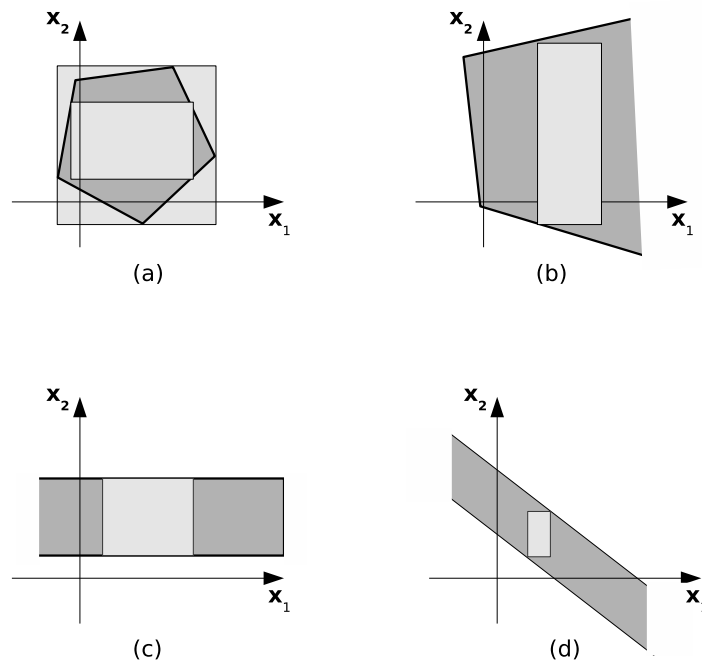 x₂ x₂
x₁ x₁
(a) (b)
x₂ x₂
x₁ x
(c) (d)